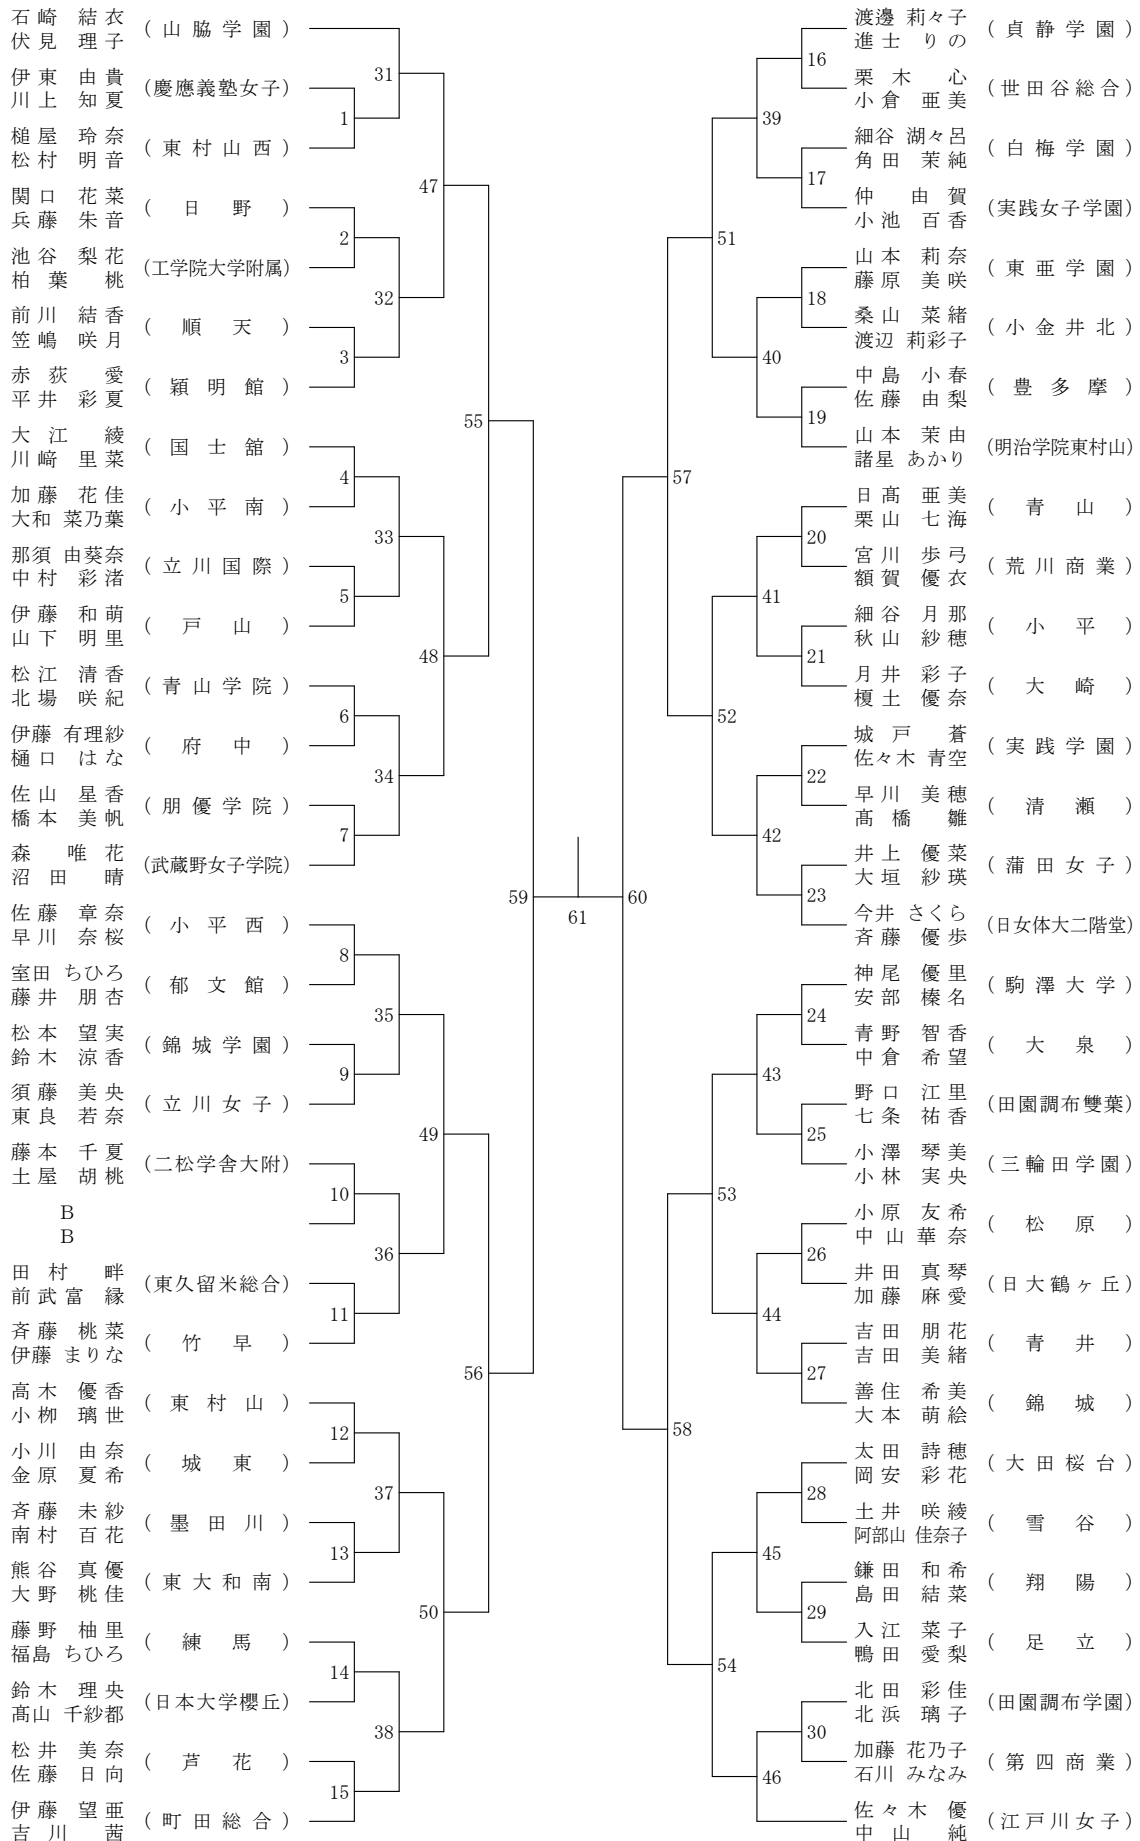 石崎 結衣
伏見 理子
(山脇学園)
伊東 由貴
川上 知夏
(慶應義塾女子)
槌屋 玲奈
松村 明音
(東村山西)
関口 花菜
兵藤 朱音
(日野)
池谷 梨花
柏葉 桃
(工学院大学附属)
前川 結香
笠嶋 咲月
(順天)
赤荻 愛
平井 彩夏
(穎明館)
大江 綾
川﨑 里菜
(国士舘)
加藤 花佳
大和 菜乃葉
(小平南)
那須 由葵奈
中村 彩渚
(立川国際)
伊藤 和萌
山下 明里
(戸山)
松江 清香
北場 咲紀
(青山学院)
伊藤 有理紗
樋口 はな
(府中)
佐山 星香
橋本 美帆
(朋優学院)
森 唯花
沼田 晴
(武蔵野女子学院)
佐藤 章奈
早川 奈桜
(小平西)
室田 ちひろ
藤井 朋杏
(郁文館)
松本 望実
鈴木 涼香
(錦城学園)
須藤 美央
東良 若奈
(立川女子)
藤本 千夏
土屋 胡桃
(二松学舎大附)
B
B
田村 畔
前武富 縁
(東久留米総合)
斉藤 桃菜
伊藤 まりな
(竹早)
高木 優香
小栁 璃世
(東村山)
小川 由奈
金原 夏希
(城東)
斉藤 未紗
南村 百花
(墨田川)
熊谷 真優
大野 桃佳
(東大和南)
藤野 柚里
福島 ちひろ
(練馬)
鈴木 理央
髙山 千紗都
(日本大学櫻丘)
松井 美奈
佐藤 日向
(芦花)
伊藤 望亜
吉川 茜
(町田総合)
1
2
3
4
5
6
7
8
9
10
11
12
13
14
15
31
32
33
34
35
36
37
38
47
48
49
50
55
56
59
61
60
57
58
51
52
53
54
39
40
41
42
43
44
45
46
16
17
18
19
20
21
22
23
24
25
26
27
28
29
30
渡邊 莉々子
進士 りの
(貞静学園)
栗木 心
小倉 亜美
(世田谷総合)
細谷 湖々呂
角田 茉純
(白梅学園)
仲 由賀
小池 百香
(実践女子学園)
山本 莉奈
藤原 美咲
(東亜学園)
桑山 菜緒
渡辺 莉彩子
(小金井北)
中島 小春
佐藤 由梨
(豊多摩)
山本 茉由
諸星 あかり
(明治学院東村山)
日髙 亜美
栗山 七海
(青山)
宮川 歩弓
額賀 優衣
(荒川商業)
細谷 月那
秋山 紗穂
(小平)
月井 彩子
榎土 優奈
(大崎)
城戸 蒼
佐々木 青空
(実践学園)
早川 美穂
髙橋 雛
(清瀬)
井上 優菜
大垣 紗瑛
(蒲田女子)
今井 さくら
斉藤 優歩
(日女体大二階堂)
神尾 優里
安部 榛名
(駒澤大学)
青野 智香
中倉 希望
(大泉)
野口 江里
七条 祐香
(田園調布雙葉)
小澤 琴美
小林 実央
(三輪田学園)
小原 友希
中山 華奈
(松原)
井田 真琴
加藤 麻愛
(日大鶴ヶ丘)
吉田 朋花
吉田 美緒
(青井)
善住 希美
大本 萌絵
(錦城)
太田 詩穂
岡安 彩花
(大田桜台)
土井 咲綾
阿部山 佳奈子
(雪谷)
鎌田 和希
島田 結菜
(翔陽)
入江 菜子
鴨田 愛梨
(足立)
北田 彩佳
北浜 璃子
(田園調布学園)
加藤 花乃子
石川 みなみ
(第四商業)
佐々木 優
中山 純
(江戸川女子)